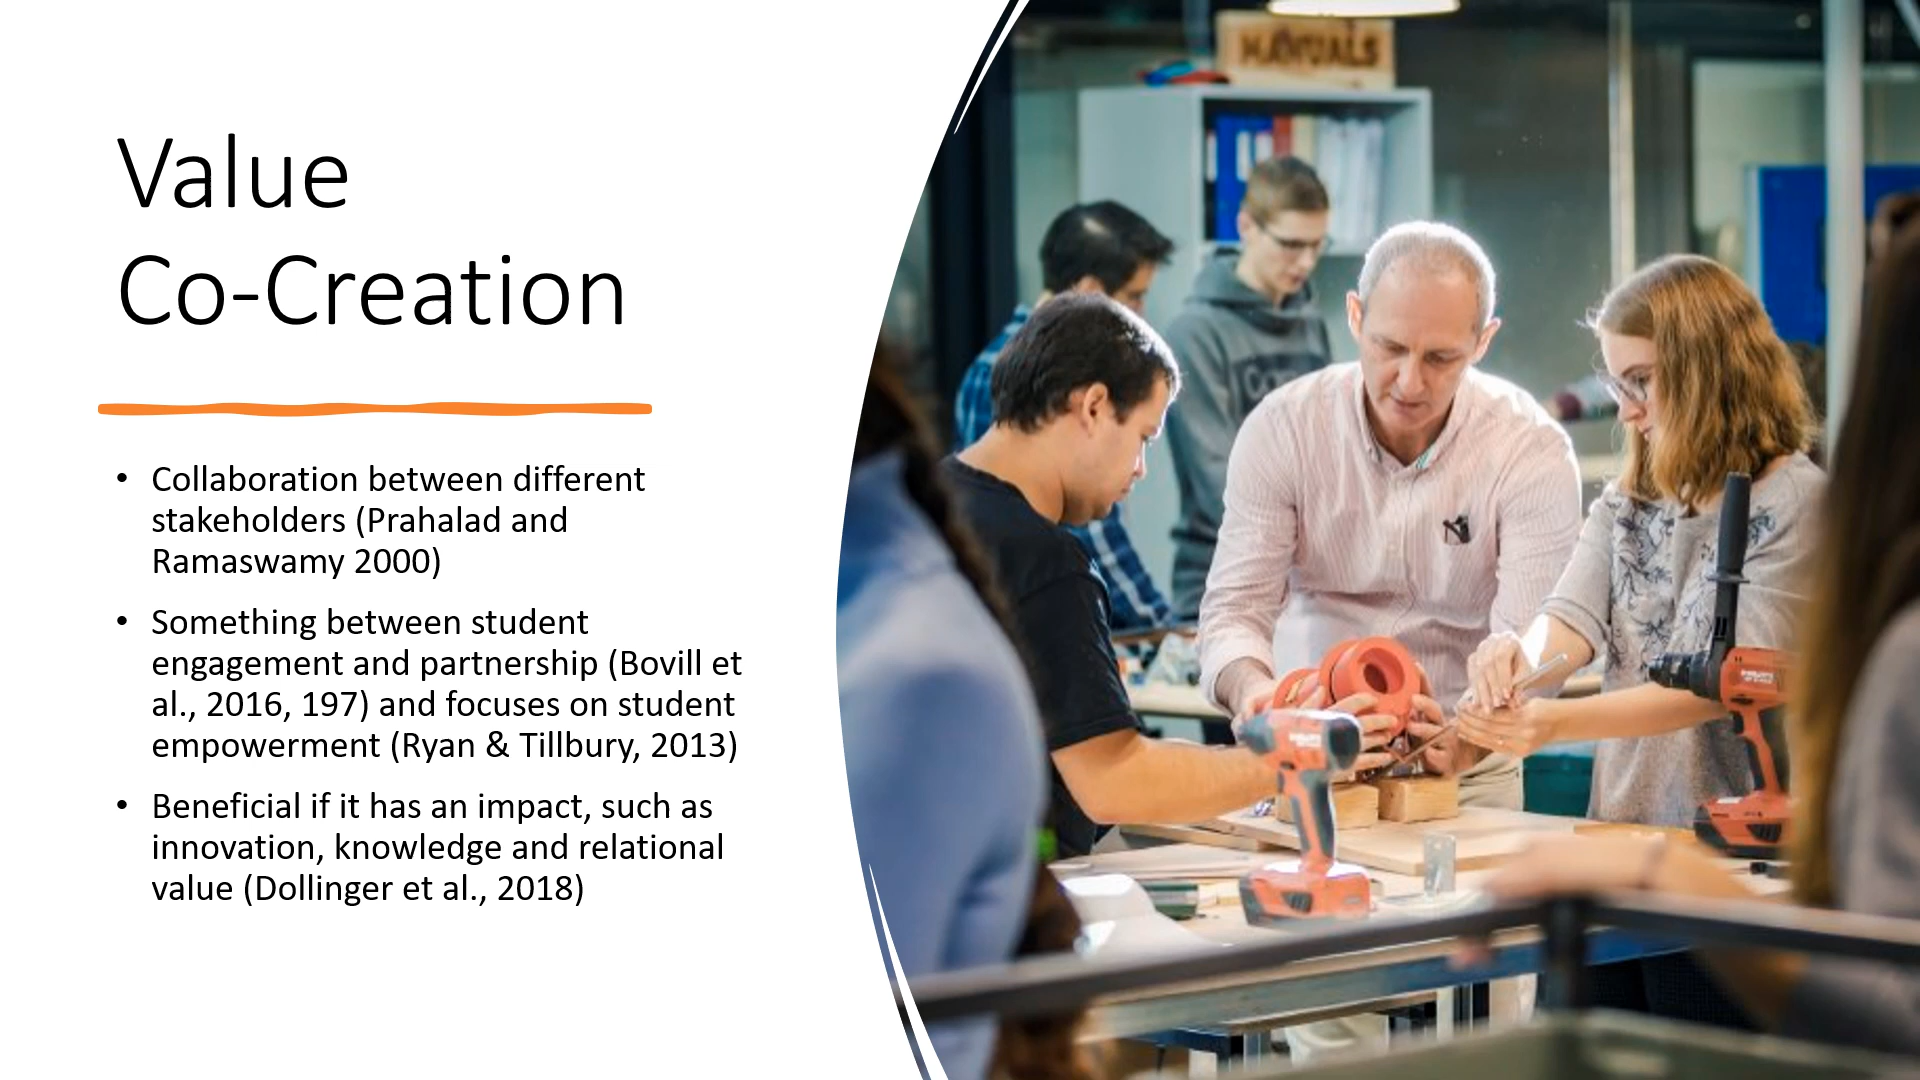 MANUALS
Value
Co-Creation
• Collaboration between different
stakeholders (Prahalad and
Ramaswamy 2000)
• Something between student
engagement and partnership (Bovill et
al., 2016, 197) and focuses on student
empowerment (Ryan & Tillbury, 2013)
• Beneficial if it has an impact, such as
innovation, knowledge and relational
value (Dollinger et al., 2018)